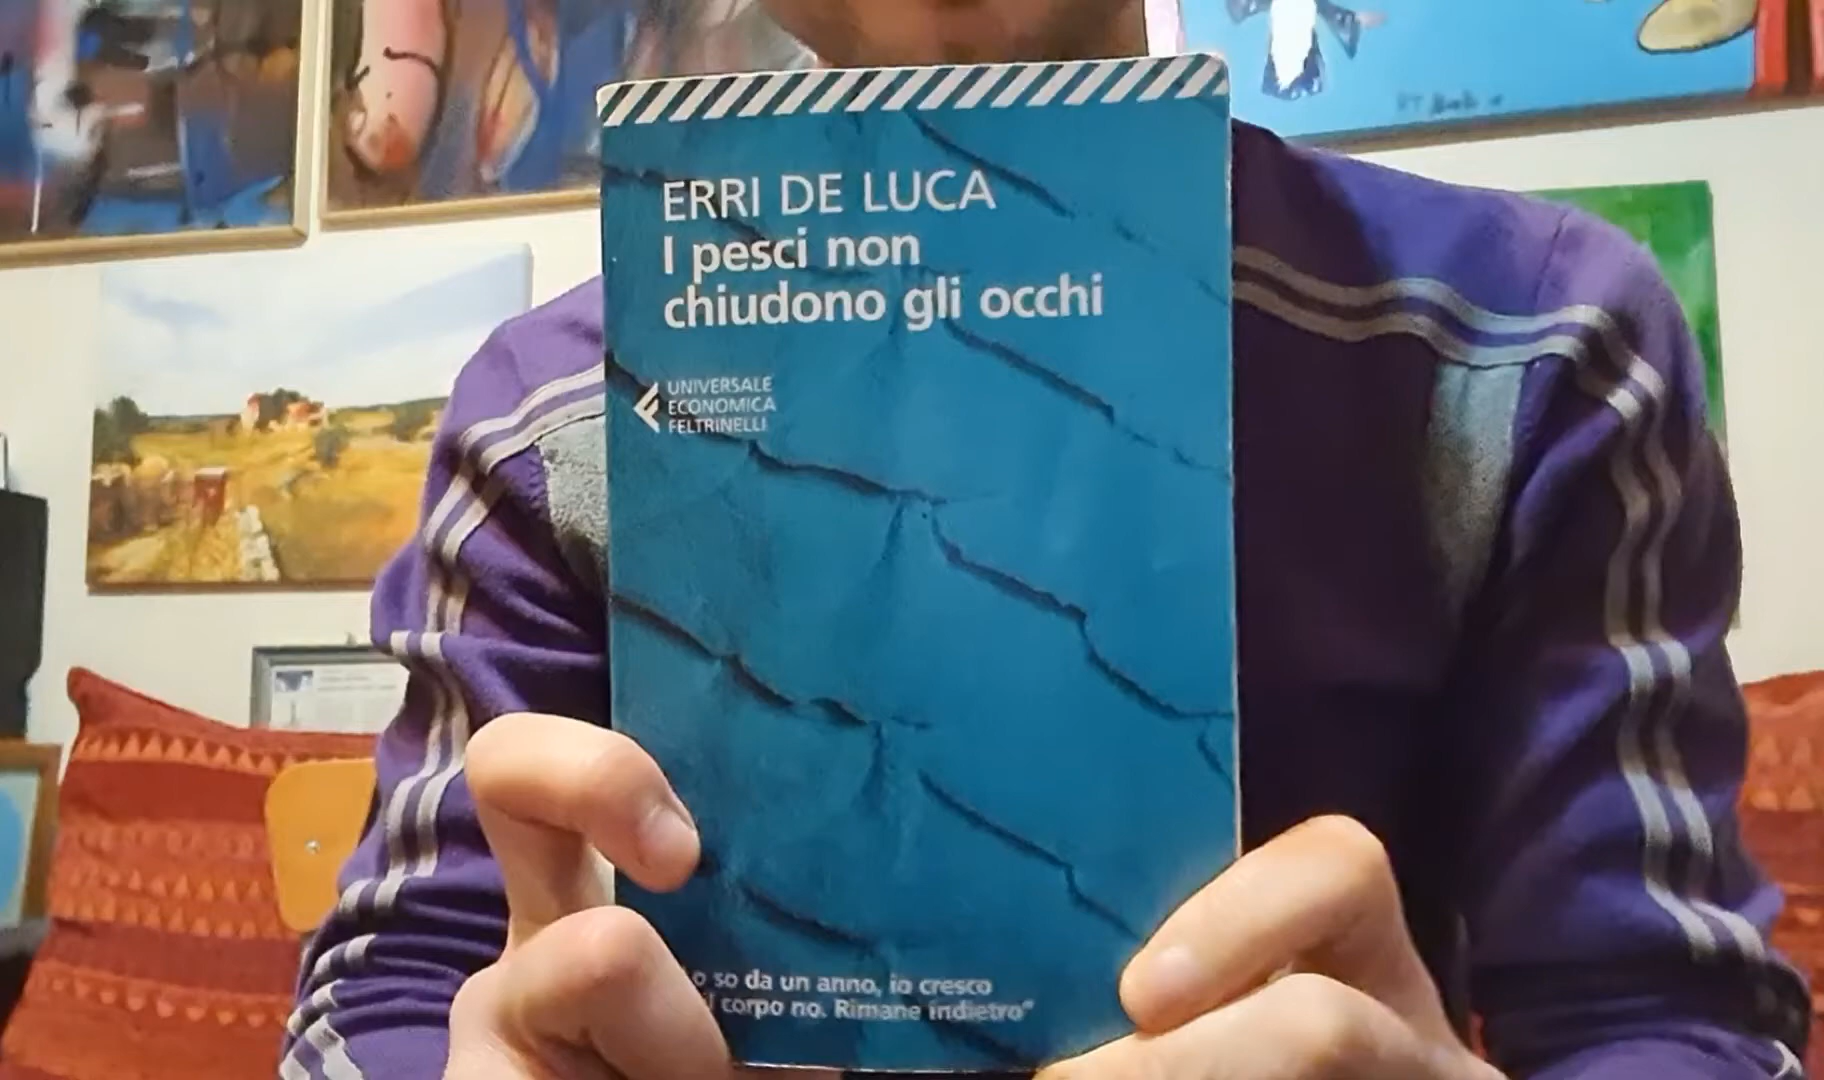 ERRI DE LUCA
I pesci non
chiudono gli occhi
UNIVERSALE
ECONOMICA
FELTRINELLI
o so da un anno, io cresco
il corpo no. Rimane indietro”